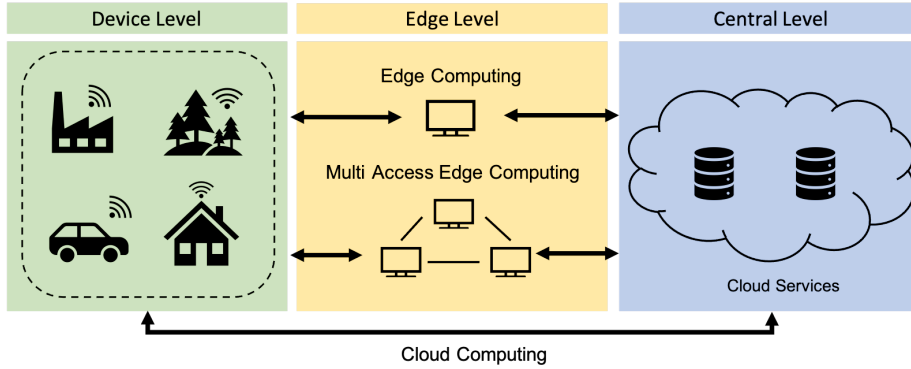 Device Level
Edge Level
Central Level
Edge Computing
Multi Access Edge Computing
Cloud Services
Cloud Computing